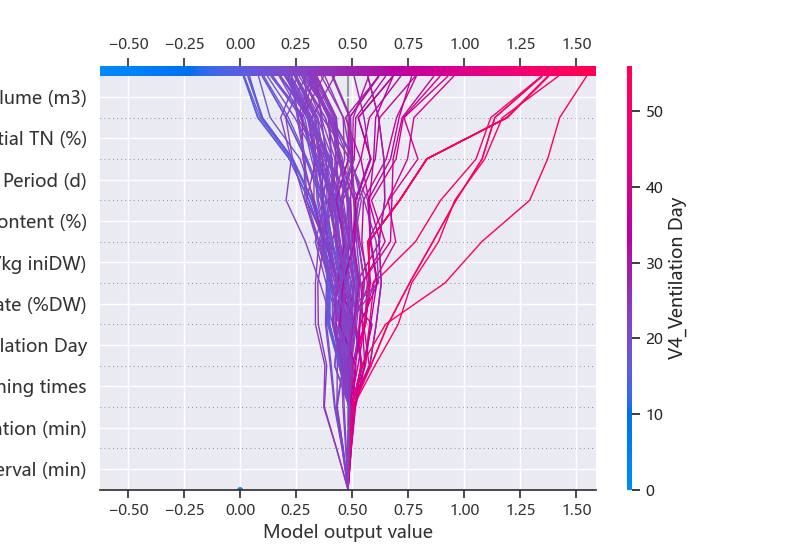 −0.50 −0.25 0.00 0.25 0.50 0.75 1.00 1.25 1.50
lume (m3)
tial TN (%)
Period (d)
ontent (%)
/kg iniDW)
ate (%DW)
lation Day
ning times
ation (min)
erval (min)
−0.50 −0.25 0.00 0.25 0.50 0.75 1.00 1.25 1.50
Model output value
50
40
30
20
10
0
V4_Ventilation Day